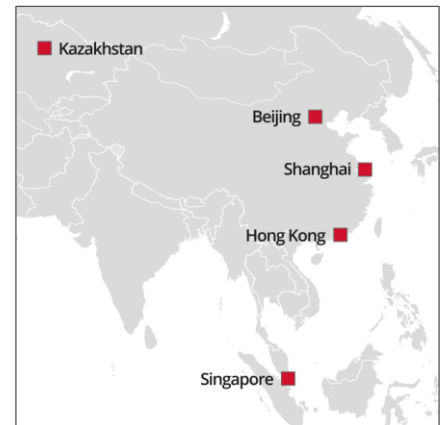 Kazakhstan
Beijing
Shanghai
Hong Kong
Singapore